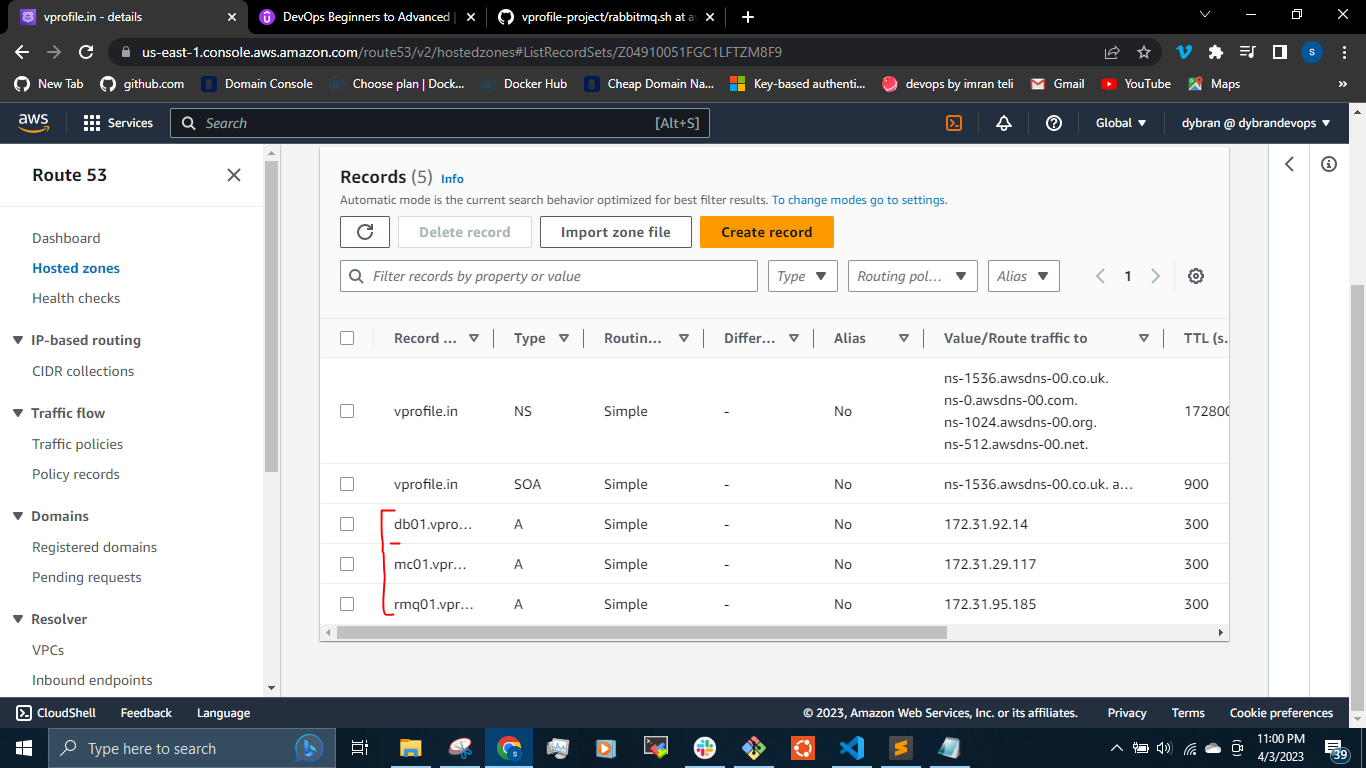 vprofile.in - details
DevOps Beginners to Advanced |
vprofile-project/rabbitmq.sh at a
us-east-1.console.aws.amazon.com/route53/v2/hostedzones#ListRecordSets/Z04910051FGC1LFTZM8F9
S
New Tab
github.com
Domain Console
Choose plan | Dock...
Docker Hub
Cheap Domain Na...
Key-based authenti...
devops by imran teli
Gmail
YouTube
Maps
»
aws
Services
Search
[Alt+S]
Global
dybran @ dybrandevops
Route 53
Dashboard
Hosted zones
Health checks
IP-based routing
CIDR collections
Traffic flow
Traffic policies
Policy records
Domains
Registered domains
Pending requests
Resolver
VPCs
Inbound endpoints
Records (5) Info
Automatic mode is the current search behavior optimized for best filter results. To change modes go to settings.
Delete record
Import zone file
Create record
Filter records by property or value
Type
Routing pol...
Alias
1
Record ... Type Routin... Differ... Alias Value/Route traffic to TTL (s.
ns-1536.awsdns-00.co.uk.
ns-0.awsdns-00.com.
vprofile.in NS Simple - No 172800
ns-1024.awsdns-00.org.
ns-512.awsdns-00.net.
vprofile.in SOA Simple - No ns-1536.awsdns-00.co.uk. a... 900
db01.vpro... A Simple - No 172.31.92.14 300
mc01.vpr... A Simple - No 172.31.29.117 300
rmq01.vpr... A Simple - No 172.31.95.185 300
CloudShell
Feedback
Language
© 2023, Amazon Web Services, Inc. or its affiliates.
Privacy
Terms
Cookie preferences
Type here to search
11:00 PM
4/3/2023
39